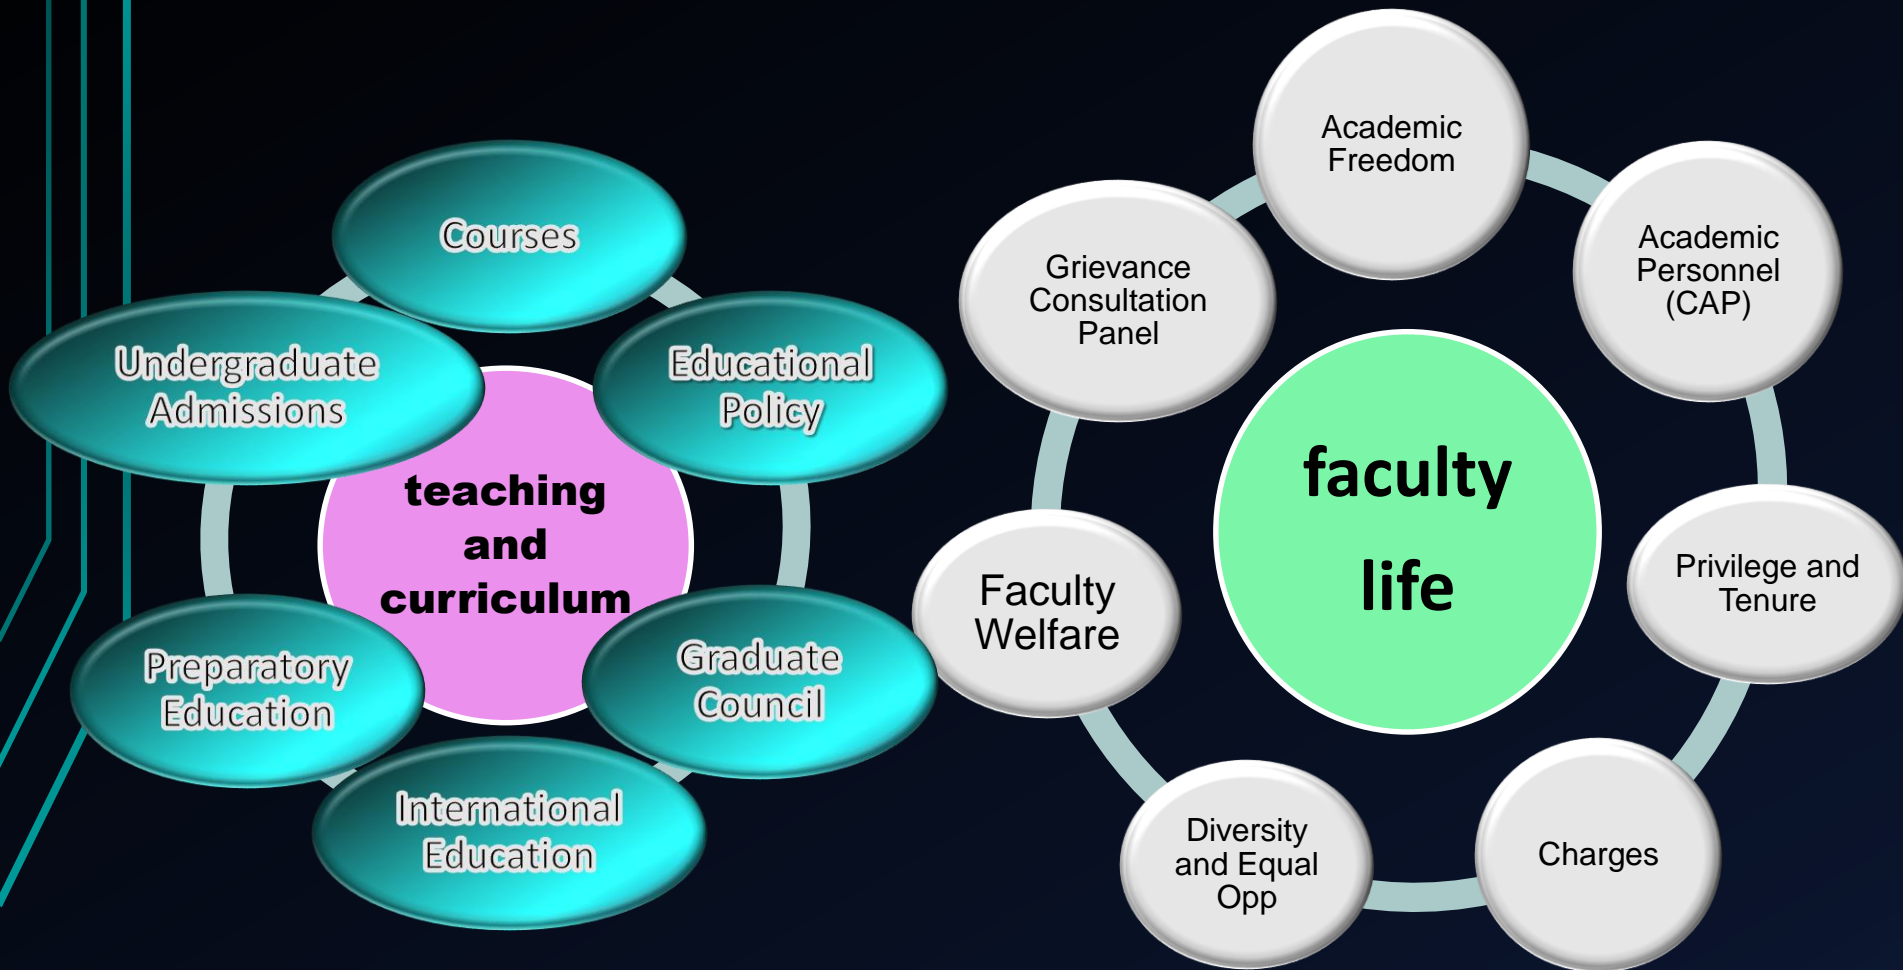 Courses
Educational
Policy
Graduate
Council
International
Education
Preparatory
Education
Undergraduate
Admissions
teaching
and
curriculum
Academic
Freedom
Academic
Personnel
(CAP)
Privilege and
Tenure
Charges
Diversity
and Equal
Opp
Faculty
Welfare
Grievance
Consultation
Panel
faculty
life